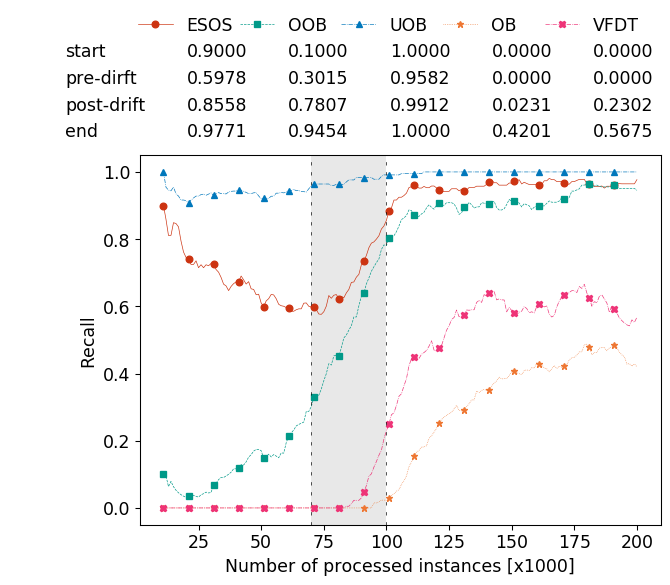 ESOS OOB UOB OB VFDT
start 0.9000 0.1000 1.0000 0.0000 0.0000
pre-dirft 0.5978 0.3015 0.9582 0.0000 0.0000
post-drift 0.8558 0.7807 0.9912 0.0231 0.2302
end 0.9771 0.9454 1.0000 0.4201 0.5675
1.0
0.8
0.6
0.4
0.2
0.0
Recall
25 50 75 100 125 150 175 200
Number of processed instances [x1000]